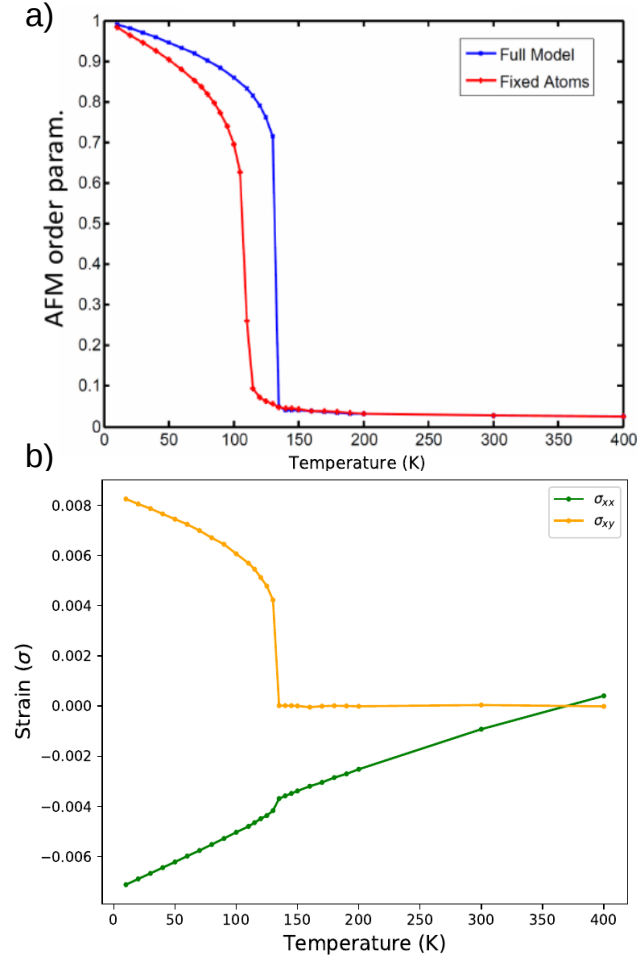 a)
1
0.9
0.8
0.7
0.6
0.5
0.4
0.3
0.2
0.1
0
AFM order param.
Full Model
Fixed Atoms
0 50 100 150 200 250 300 350 400
Temperature (K)
b)
0.008
0.006
0.004
0.002
0.000
−0.002
−0.004
−0.006
Strain (σ)
σxx
σxy
0 50 100 150 200 250 300 350 400
Temperature (K)